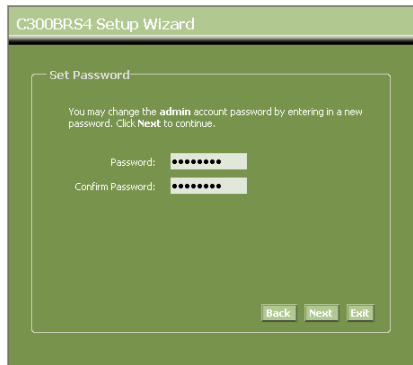 C300BRS4 Setup Wizard
Set Password
You may change the admin account password by entering in a new
password. Click Next to continue.
Password: ●●●●●●●●
Confirm Password: ●●●●●●●●
Back Next Exit